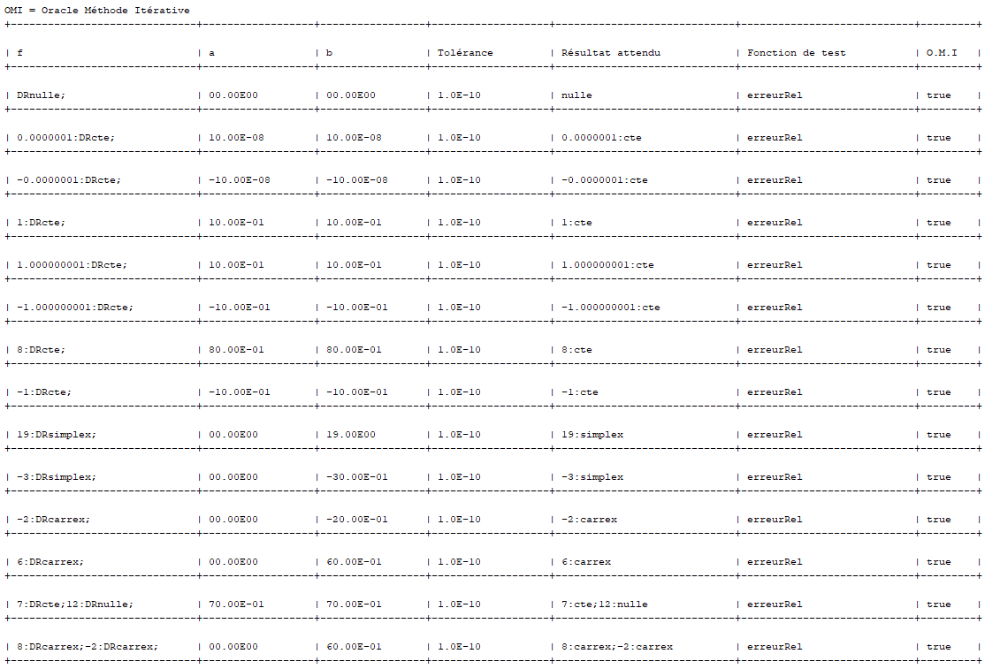 OMI = Oracle Méthode Itérative
| f | a | b | Tolérance | Résultat attendu | Fonction de test | O.M.I |
| DRnulle; | 00.00E00 | 00.00E00 | 1.0E-10 | nulle | erreurRel | true |
| 0.0000001:DRcte; | 10.00E-08 | 10.00E-08 | 1.0E-10 | 0.0000001:cte | erreurRel | true |
| -0.0000001:DRcte; | -10.00E-08 | -10.00E-08 | 1.0E-10 | -0.0000001:cte | erreurRel | true |
| 1:DRcte; | 10.00E-01 | 10.00E-01 | 1.0E-10 | 1:cte | erreurRel | true |
| 1.000000001:DRcte; | 10.00E-01 | 10.00E-01 | 1.0E-10 | 1.000000001:cte | erreurRel | true |
| -1.000000001:DRcte; | -10.00E-01 | -10.00E-01 | 1.0E-10 | -1.000000001:cte | erreurRel | true |
| 8:DRcte; | 80.00E-01 | 80.00E-01 | 1.0E-10 | 8:cte | erreurRel | true |
| -1:DRcte; | -10.00E-01 | -10.00E-01 | 1.0E-10 | -1:cte | erreurRel | true |
| 19:DRsimplex; | 00.00E00 | 19.00E00 | 1.0E-10 | 19:simplex | erreurRel | true |
| -3:DRsimplex; | 00.00E00 | -30.00E-01 | 1.0E-10 | -3:simplex | erreurRel | true |
| -2:DRcarrex; | 00.00E00 | -20.00E-01 | 1.0E-10 | -2:carrex | erreurRel | true |
| 6:DRcarrex; | 00.00E00 | 60.00E-01 | 1.0E-10 | 6:carrex | erreurRel | true |
| 7:DRcte;12:DRnulle; | 70.00E-01 | 70.00E-01 | 1.0E-10 | 7:cte;12:nulle | erreurRel | true |
| 8:DRcarrex;-2:DRcarrex; | 00.00E00 | 60.00E-01 | 1.0E-10 | 8:carrex;-2:carrex | erreurRel | true |